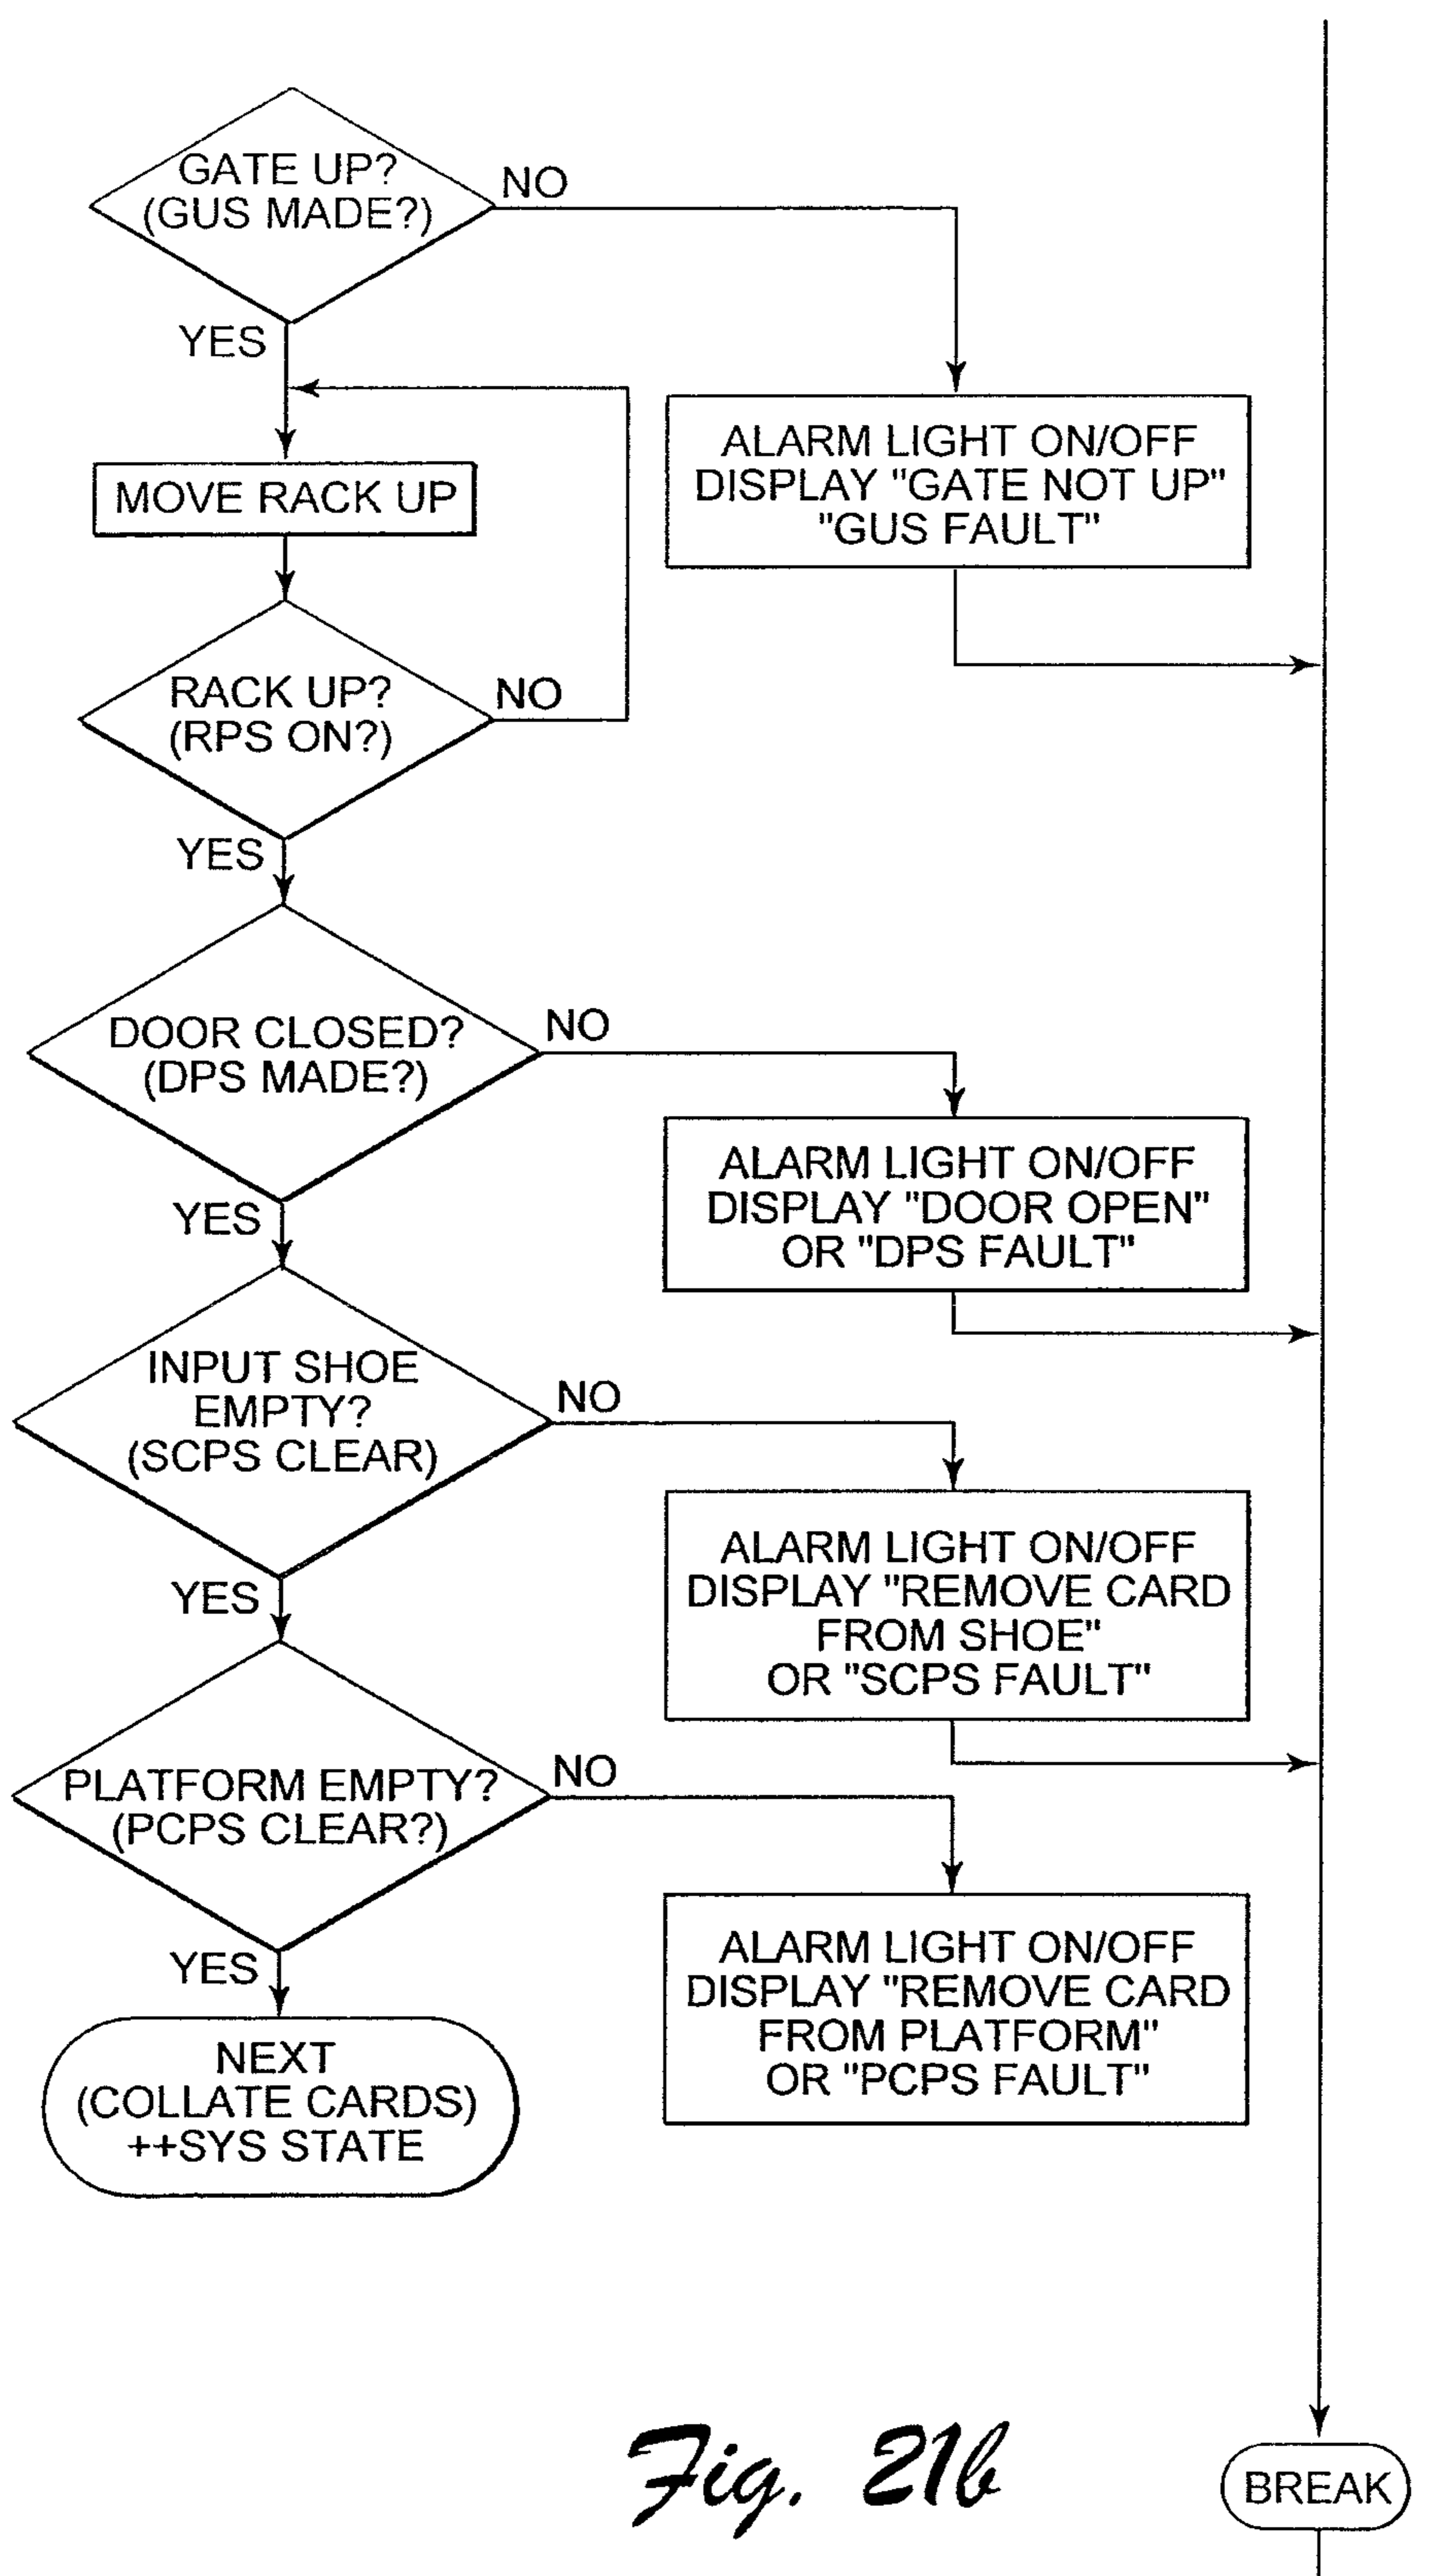 GATE UP?
(GUS MADE?)
NO
YES
ALARM LIGHT ON/OFF
DISPLAY "GATE NOT UP"
"GUS FAULT"
MOVE RACK UP
RACK UP?
(RPS ON?)
NO
YES
DOOR CLOSED?
(DPS MADE?)
NO
YES
ALARM LIGHT ON/OFF
DISPLAY "DOOR OPEN"
OR "DPS FAULT"
INPUT SHOE
EMPTY?
(SCPS CLEAR)
NO
YES
ALARM LIGHT ON/OFF
DISPLAY "REMOVE CARD
FROM SHOE"
OR "SCPS FAULT"
PLATFORM EMPTY?
(PCPS CLEAR?)
NO
YES
ALARM LIGHT ON/OFF
DISPLAY "REMOVE CARD
FROM PLATFORM"
OR "PCPS FAULT"
NEXT
(COLLATE CARDS)
++SYS STATE
BREAK
Fig. 21b